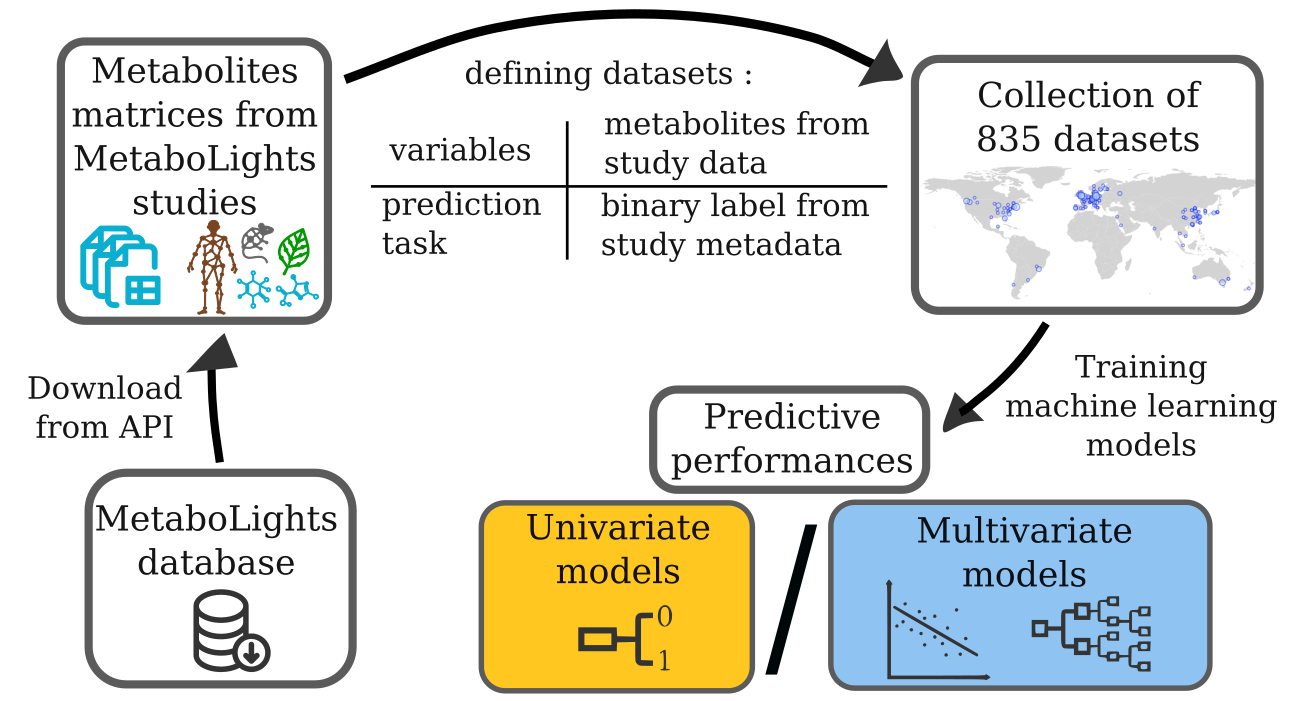 Metabolites
matrices from
MetaboLights
studies
defining datasets :
variables
metabolites from
study data
prediction
task
binary label from
study metadata
Collection of
835 datasets
Download
from API
Training
machine learning
models
MetaboLights
database
Predictive
performances
Univariate
models
0
1
Multivariate
models